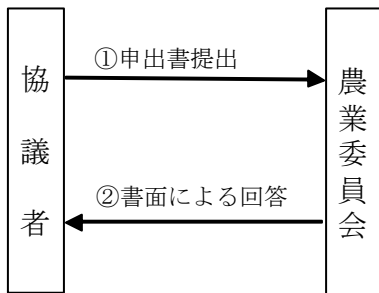 協議者
①申出書提出
②書面による回答
農業委員会